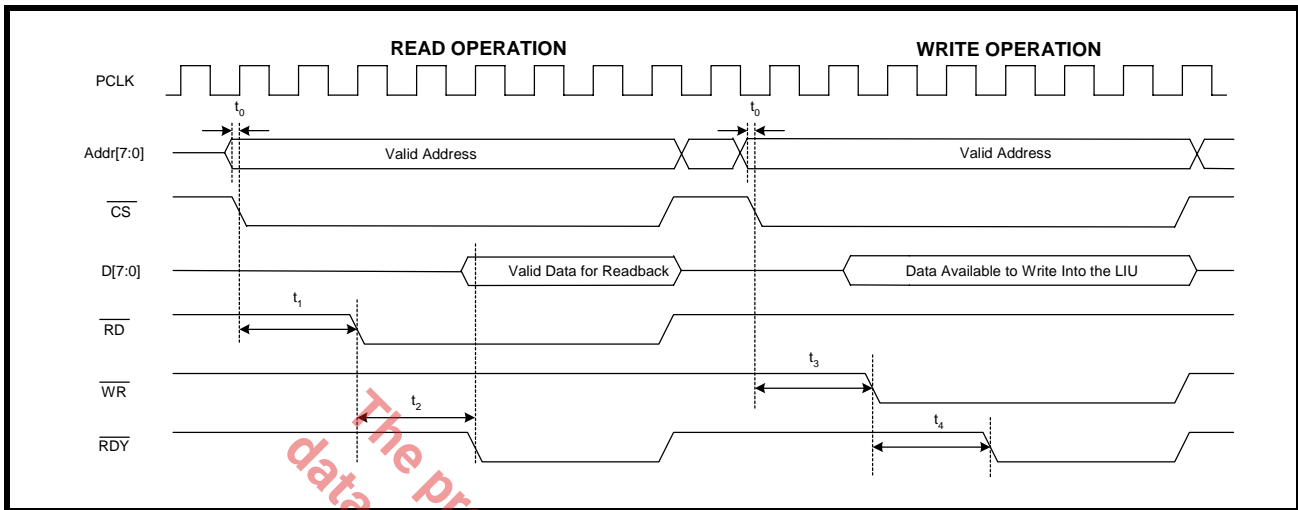 READ OPERATION WRITE OPERATION
PCLK
t0 t0
Addr[7:0] Valid Address Valid Address
CS
D[7:0] Valid Data for Readback Data Available to Write Into the LIU
t1
RD
t3
WR
t2 t4
RDY
The pr
data